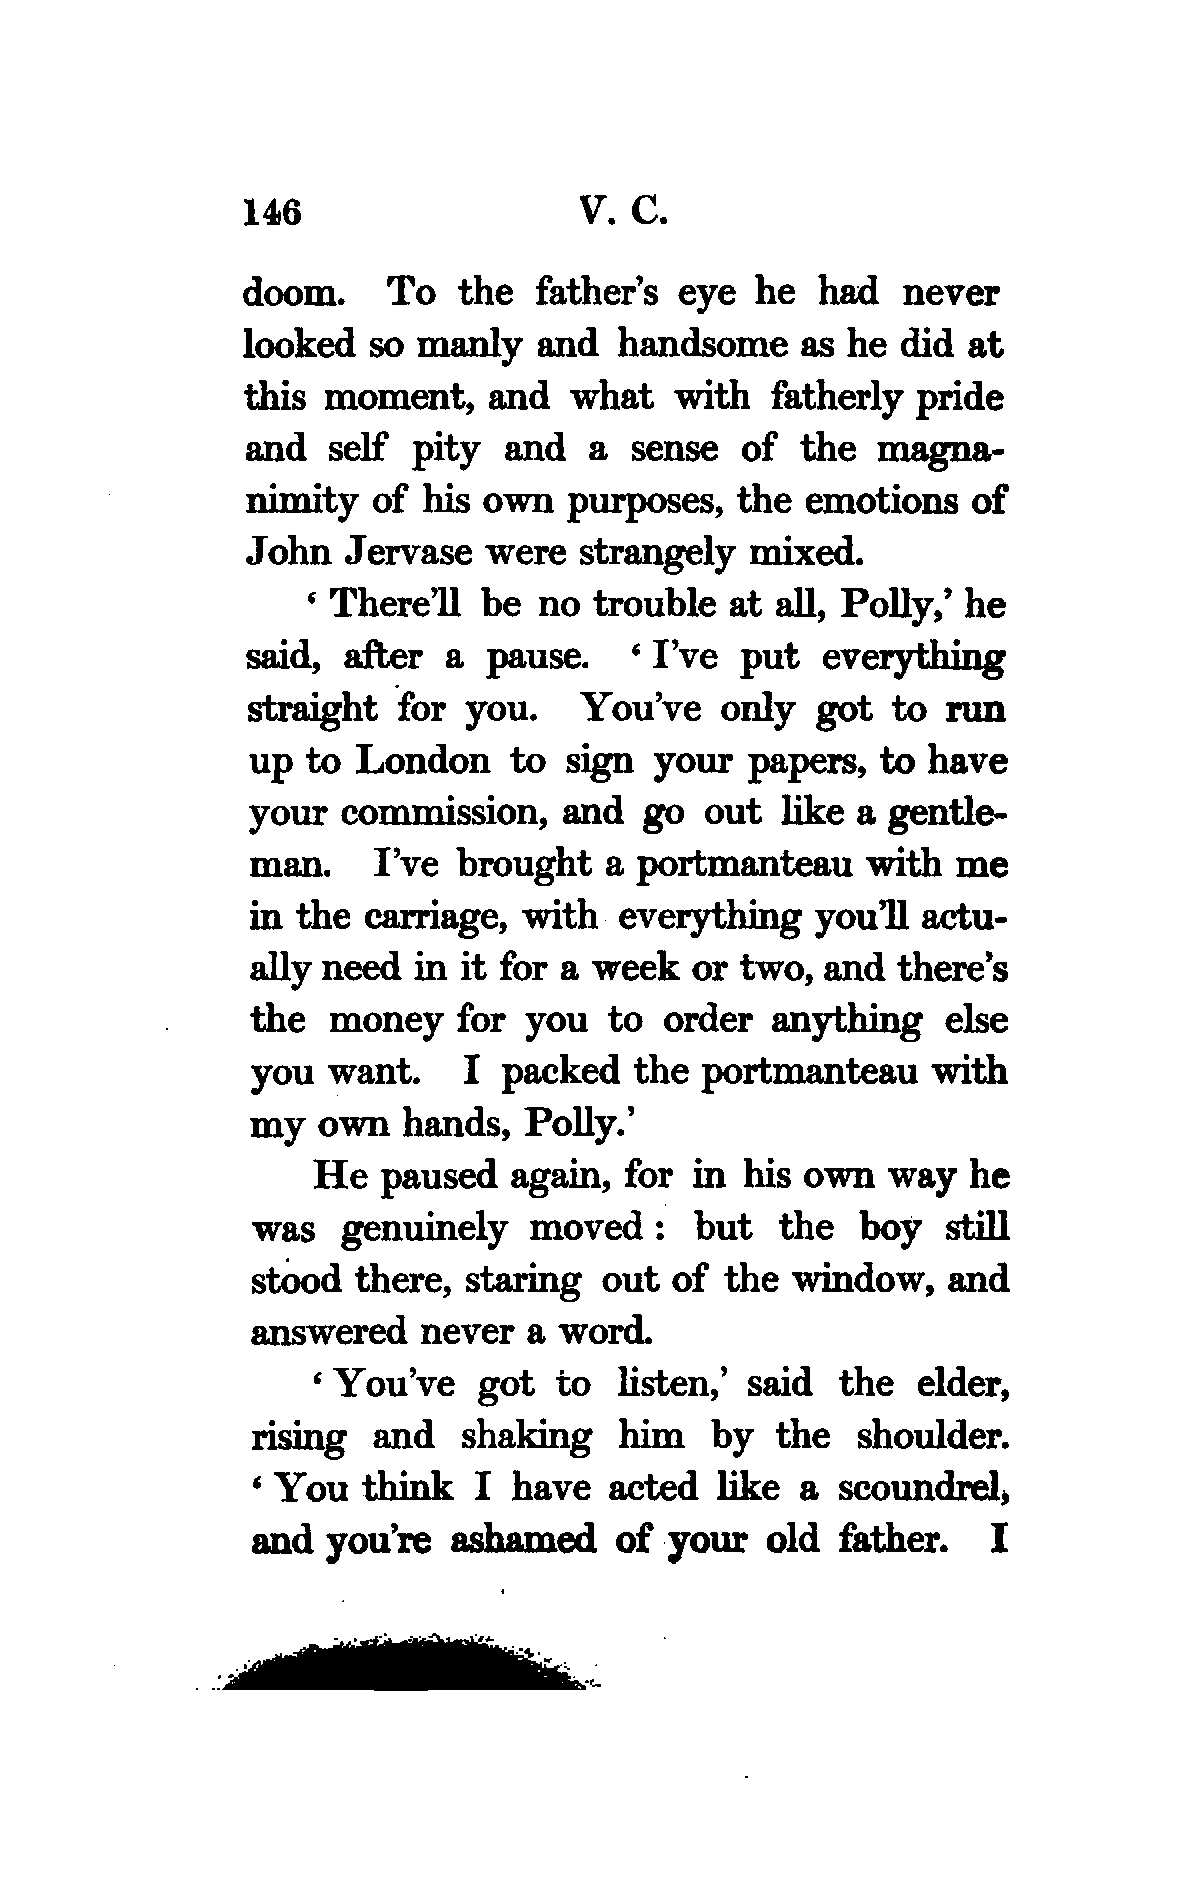 146 V. C.
doom. To the father's eye he had never
looked so manly and handsome as he did at
this moment, and what with fatherly pride
and self pity and a sense of the magna-
nimity of his own purposes, the emotions of
John Jervase were strangely mixed.
‘ There'll be no trouble at all, Polly,’ he
said, after a pause. ‘ I've put everything
straight for you. You've only got to run
up to London to sign your papers, to have
your commission, and go out like a gentle-
man. I've brought a portmanteau with me
in the carriage, with everything you'll actu-
ally need in it for a week or two, and there's
the money for you to order anything else
you want. I packed the portmanteau with
my own hands, Polly.’
He paused again, for in his own way he
was genuinely moved : but the boy still
stood there, staring out of the window, and
answered never a word.
‘ You've got to listen,’ said the elder,
rising and shaking him by the shoulder.
‘ You think I have acted like a scoundrel,
and you're ashamed of your old father. I